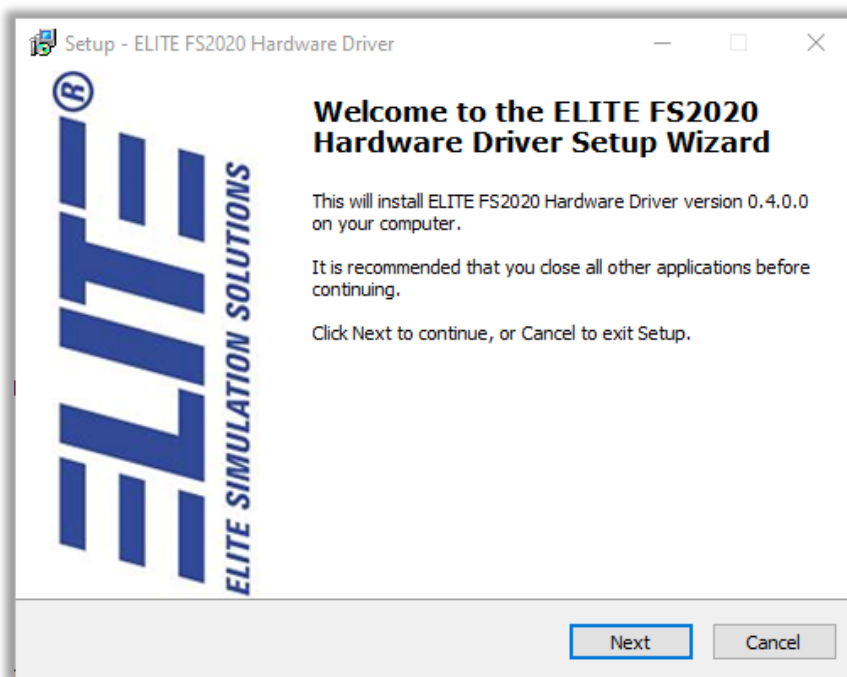 Setup - ELITE FS2020 Hardware Driver
ELITE®
ELITE SIMULATION SOLUTIONS
Welcome to the ELITE FS2020
Hardware Driver Setup Wizard
This will install ELITE FS2020 Hardware Driver version 0.4.0.0
on your computer.
It is recommended that you close all other applications before
continuing.
Click Next to continue, or Cancel to exit Setup.
Next
Cancel